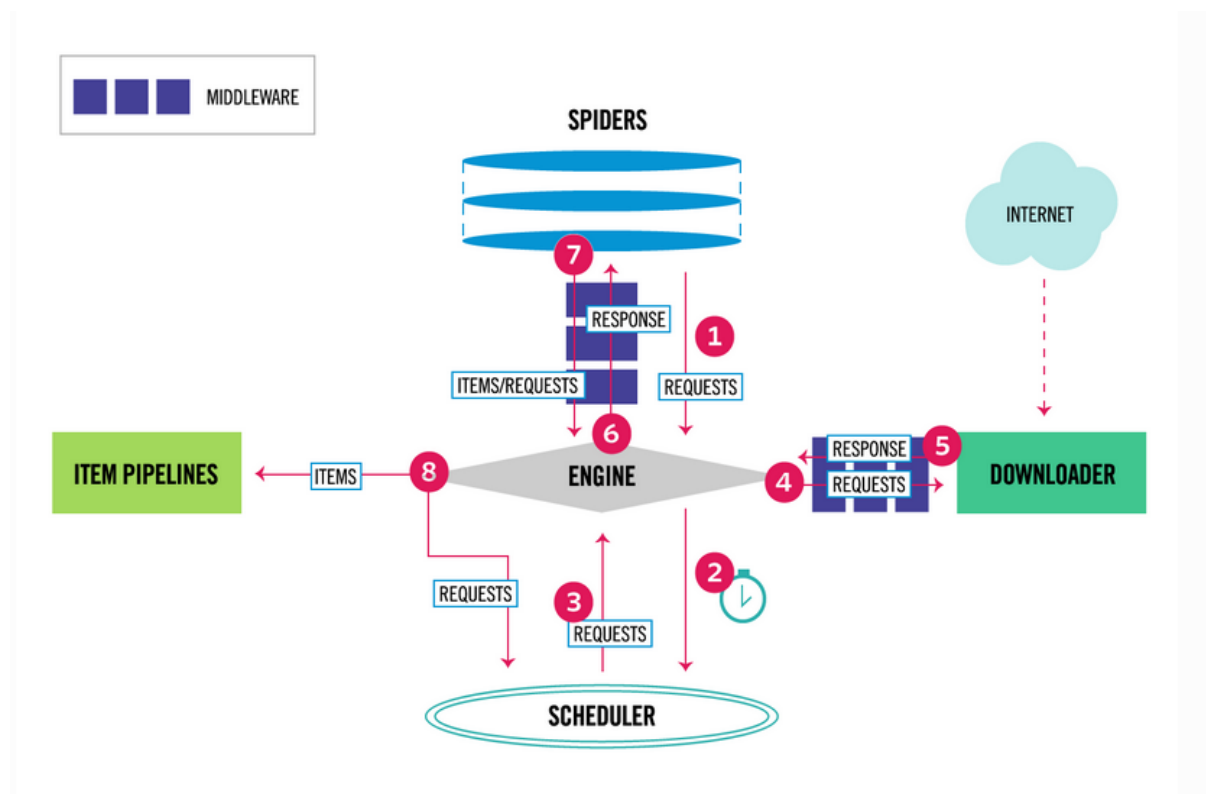 MIDDLEWARE
SPIDERS
INTERNET
7
RESPONSE
1
ITEMS/REQUESTS
REQUESTS
6
ITEM PIPELINES
ITEMS
8
ENGINE
4
RESPONSE
5
REQUESTS
DOWNLOADER
2
REQUESTS
3
REQUESTS
SCHEDULER